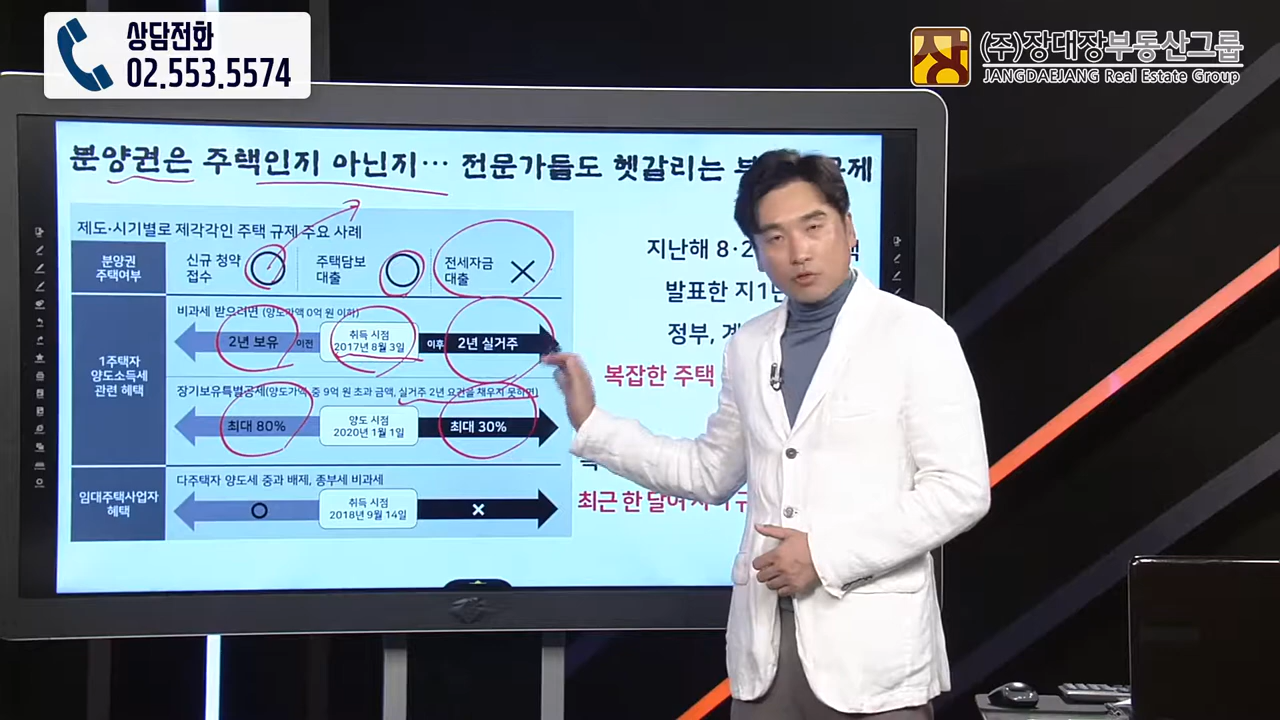 상담전화
02.553.5574
(주)장대장부동산그룹
JANGDAEJANG Real Estate Group
분양권은 주택인지 아닌지… 전문가들도 헷갈리는
제도·시기별로 제각각인 주택 규제 주요 사례
분양권 주택여부
신규 청약 접수
주택담보 대출
전세자금 대출
1주택자 양도소득세 관련 혜택
비과세 받으려면 (양도가액 0억 원 이하)
2년 보유
이전
취득 시점
2017년 8월 3일
이후
2년 실거주
장기보유특별공제(양도가액 중 9억 원 초과 금액, 실거주 2년 요건을 채우지 못하면)
최대 80%
양도 시점
2020년 1월 1일
최대 30%
임대주택사업자 혜택
다주택자 양도세 중과 배제, 종부세 비과세
취득 시점
2018년 9월 14일
지난해 8·2
발표한 지 1년
정부, 계
복잡한 주택
최근 한 달여